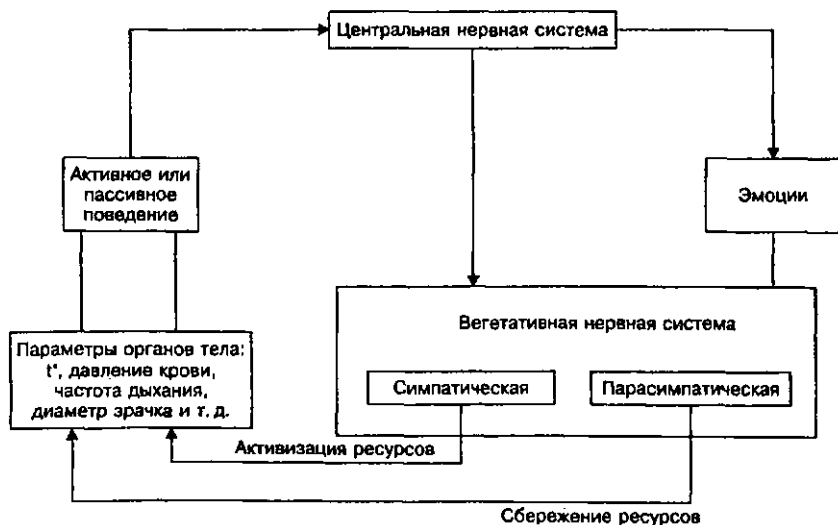 Центральная нервная система
Активное или
пассивное
поведение
Эмоции
Вегетативная нервная система
Параметры органов тела:
t°, давление крови,
частота дыхания,
диаметр зрачка и т. д.
Симпатическая
Парасимпатическая
Активизация ресурсов
Сбережение ресурсов